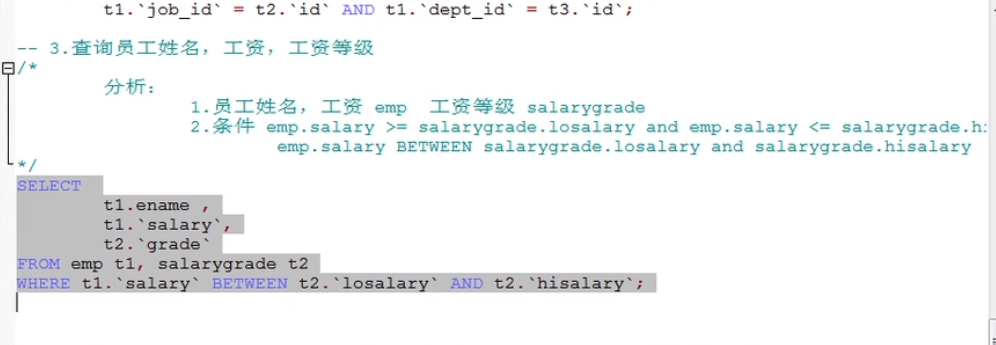 t1.`job_id` = t2.`id` AND t1.`dept_id` = t3.`id`;
-- 3.查询员工姓名，工资，工资等级
/*
分析：
1.员工姓名，工资 emp  工资等级 salarygrade
2.条件 emp.salary >= salarygrade.losalary and emp.salary <= salarygrade.hi
emp.salary BETWEEN salarygrade.losalary and salarygrade.hisalary
*/
SELECT
t1.ename ,
t1.`salary`,
t2.`grade`
FROM emp t1, salarygrade t2
WHERE t1.`salary` BETWEEN t2.`losalary` AND t2.`hisalary`;